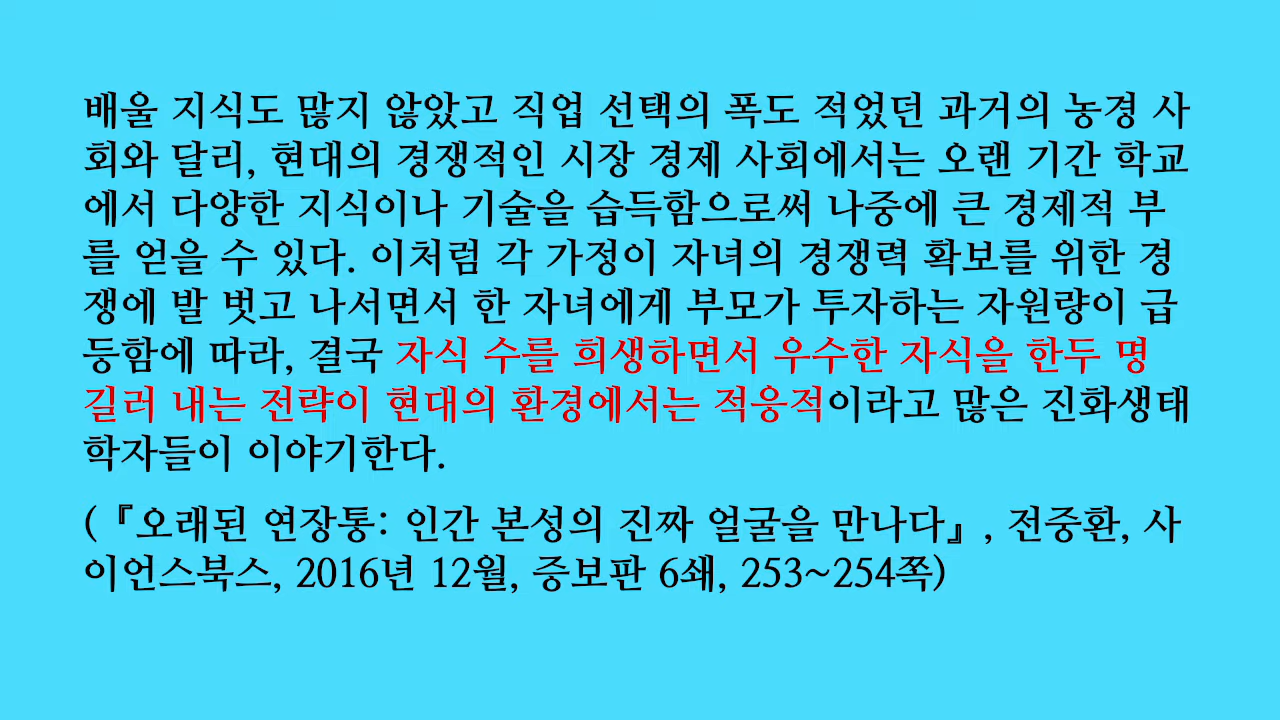 배울 지식도 많지 않았고 직업 선택의 폭도 적었던 과거의 농경 사
회와 달리, 현대의 경쟁적인 시장 경제 사회에서는 오랜 기간 학교
에서 다양한 지식이나 기술을 습득함으로써 나중에 큰 경제적 부
를 얻을 수 있다. 이처럼 각 가정이 자녀의 경쟁력 확보를 위한 경
쟁에 발 벗고 나서면서 한 자녀에게 부모가 투자하는 자원량이 급
등함에 따라, 결국 자식 수를 희생하면서 우수한 자식을 한두 명
길러 내는 전략이 현대의 환경에서는 적응적이라고 많은 진화생태
학자들이 이야기한다.
(『오래된 연장통: 인간 본성의 진짜 얼굴을 만나다』, 전중환, 사
이언스북스, 2016년 12월, 증보판 6쇄, 253~254쪽)